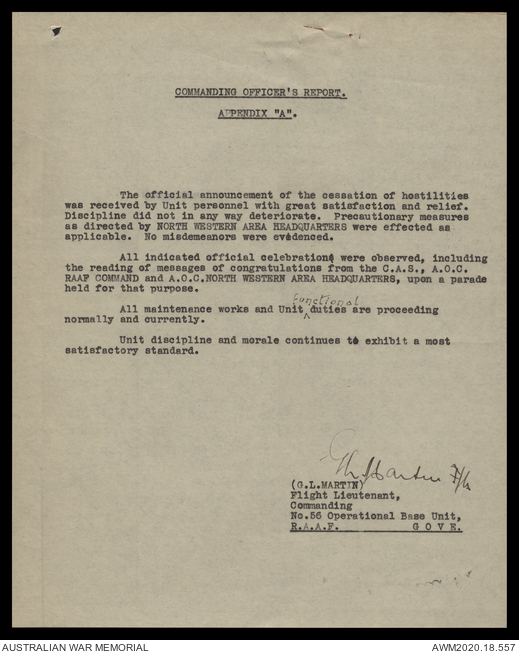 COMMANDING OFFICER'S REPORT.
APPENDIX "A".
The official announcement of the cessation of hostilities
was received by Unit personnel with great satisfaction and relief.
Discipline did not in any way deteriorate. Precautionary measures
as directed by NORTH WESTERN AREA HEADQUARTERS were effected as
applicable. No misdemeanors were evidenced.
All indicated official celebrations were observed, including
the reading of messages of congratulations from the C.A.S., A.O.C.
RAAF COMMAND and A.O.C.NORTH WESTERN AREA HEADQUARTERS, upon a parade
held for that purpose.
functional
All maintenance works and Unit duties are proceeding
normally and currently.
Unit discipline and morale continues to exhibit a most
satisfactory standard.
GLMartin F/Lt
(G.L.MARTIN)
Flight Lieutenant,
Commanding
No.56 Operational Base Unit,
R.A.A.F. G O V E.
AUSTRALIAN WAR MEMORIAL AWM2020.18.557